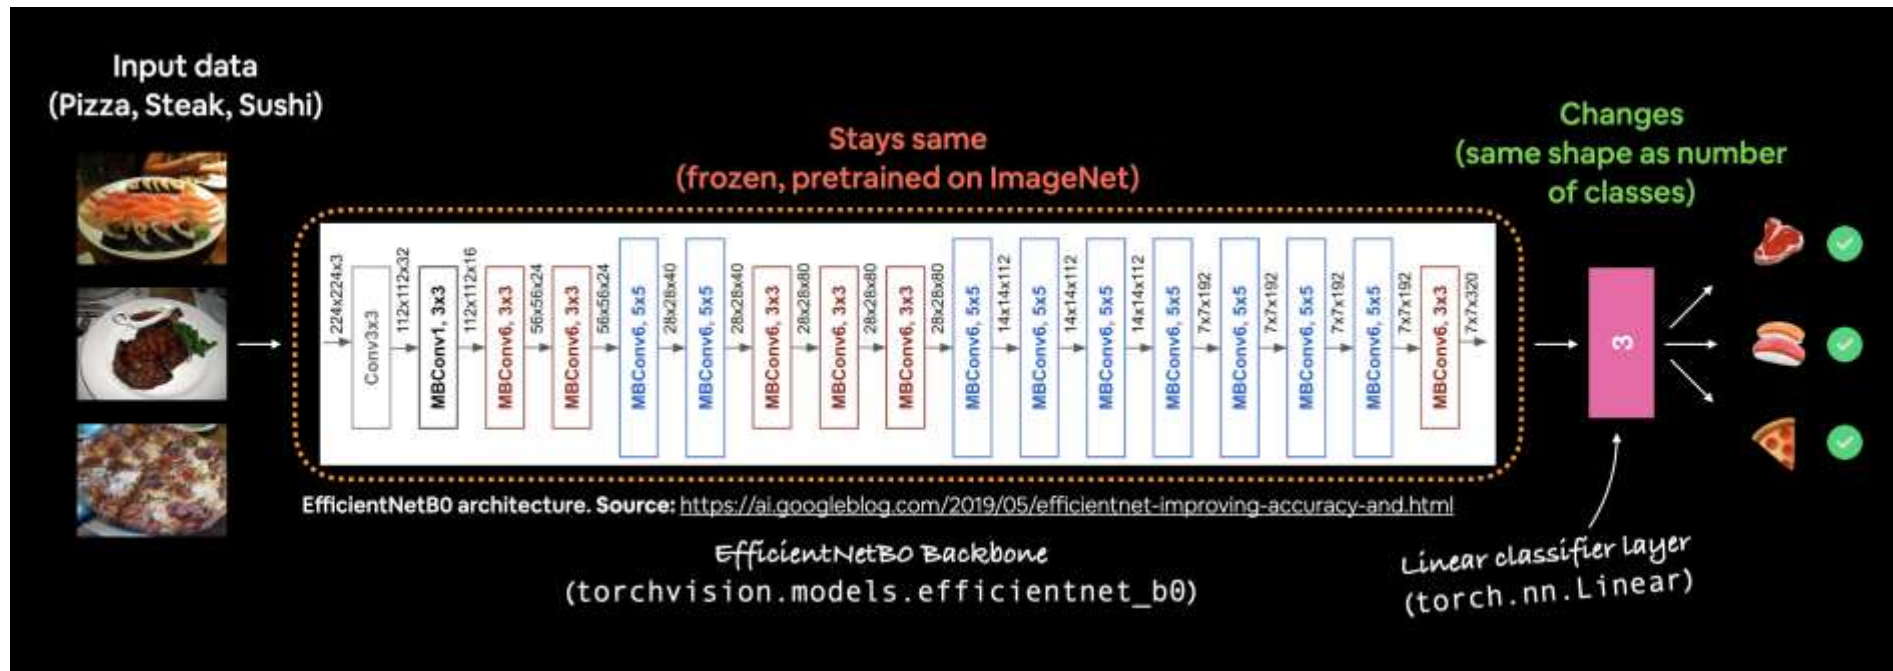 Input data
(Pizza, Steak, Sushi)
Stays same
(frozen, pretrained on ImageNet)
Changes
(same shape as number
of classes)
224x224x3
Conv3x3
112x112x32
MBConv1, 3x3
112x112x16
MBConv6, 3x3
56x56x24
MBConv6, 3x3
56x56x24
MBConv6, 5x5
28x28x40
MBConv6, 5x5
28x28x40
MBConv6, 3x3
28x28x80
MBConv6, 3x3
28x28x80
MBConv6, 3x3
28x28x80
MBConv6, 5x5
14x14x112
MBConv6, 5x5
14x14x112
MBConv6, 5x5
14x14x112
MBConv6, 5x5
7x7x192
MBConv6, 5x5
7x7x192
MBConv6, 5x5
7x7x192
MBConv6, 5x5
7x7x192
MBConv6, 3x3
7x7x320
3
EfficientNetB0 architecture. Source: https://ai.googleblog.com/2019/05/efficientnet-improving-accuracy-and.html
EfficientNetB0 Backbone
(torchvision.models.efficientnet_b0)
Linear classifier layer
(torch.nn.Linear)